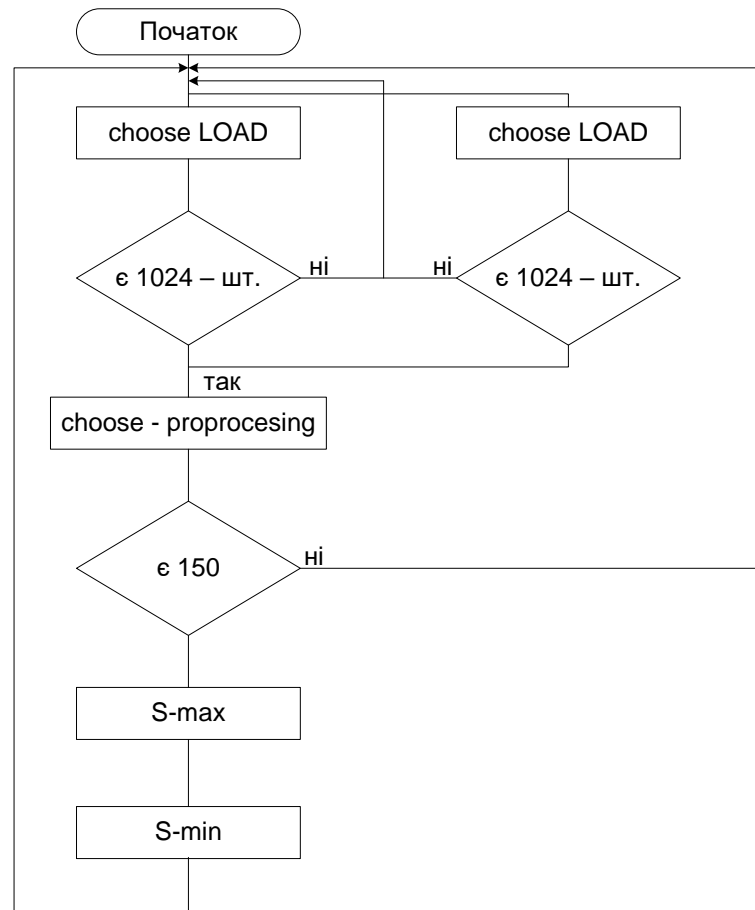 Початок
choose LOAD
choose LOAD
є 1024 – шт.
ні
ні
є 1024 – шт.
так
choose - proprocesing
є 150
ні
S-max
S-min